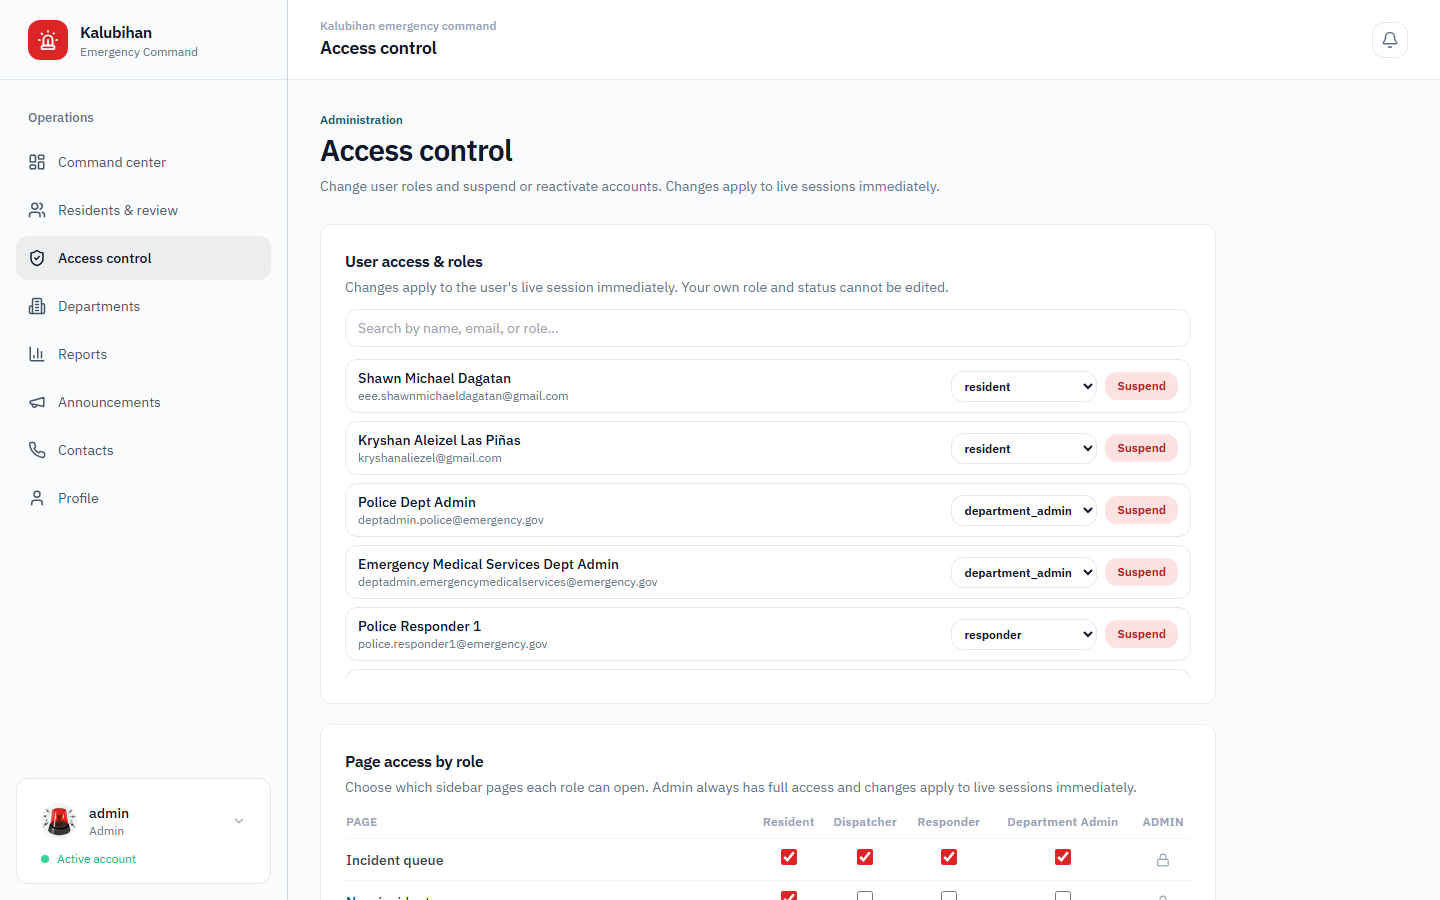 Kalubihan
Emergency Command
Operations
Command center
Residents & review
Access control
Departments
Reports
Announcements
Contacts
Profile
admin
Admin
Active account
Kalubihan emergency command
Access control
Administration
Access control
Change user roles and suspend or reactivate accounts. Changes apply to live sessions immediately.
User access & roles
Changes apply to the user's live session immediately. Your own role and status cannot be edited.
Search by name, email, or role...
Shawn Michael Dagatan
eee.shawnmichaeldagatan@gmail.com
resident Suspend
Kryshan Aleizel Las Piñas
kryshanaliezel@gmail.com
resident Suspend
Police Dept Admin
deptadmin.police@emergency.gov
department_admin Suspend
Emergency Medical Services Dept Admin
deptadmin.emergencymedicalservices@emergency.gov
department_admin Suspend
Police Responder 1
police.responder1@emergency.gov
responder Suspend
Page access by role
Choose which sidebar pages each role can open. Admin always has full access and changes apply to live sessions immediately.
PAGE Resident Dispatcher Responder Department Admin ADMIN
Incident queue